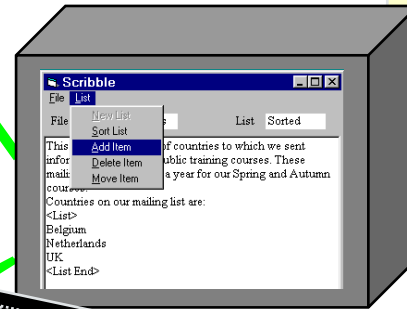 Scribble
File List
New List
Sort List
Add Item
Delete Item
Move Item
File s List Sorted
This of countries to which we sent
infor ublic training courses. These
maili a year for our Spring and Autumn
courses.
Countries on our mailing list are:
<List>
Belgium
Netherlands
UK
<List End>